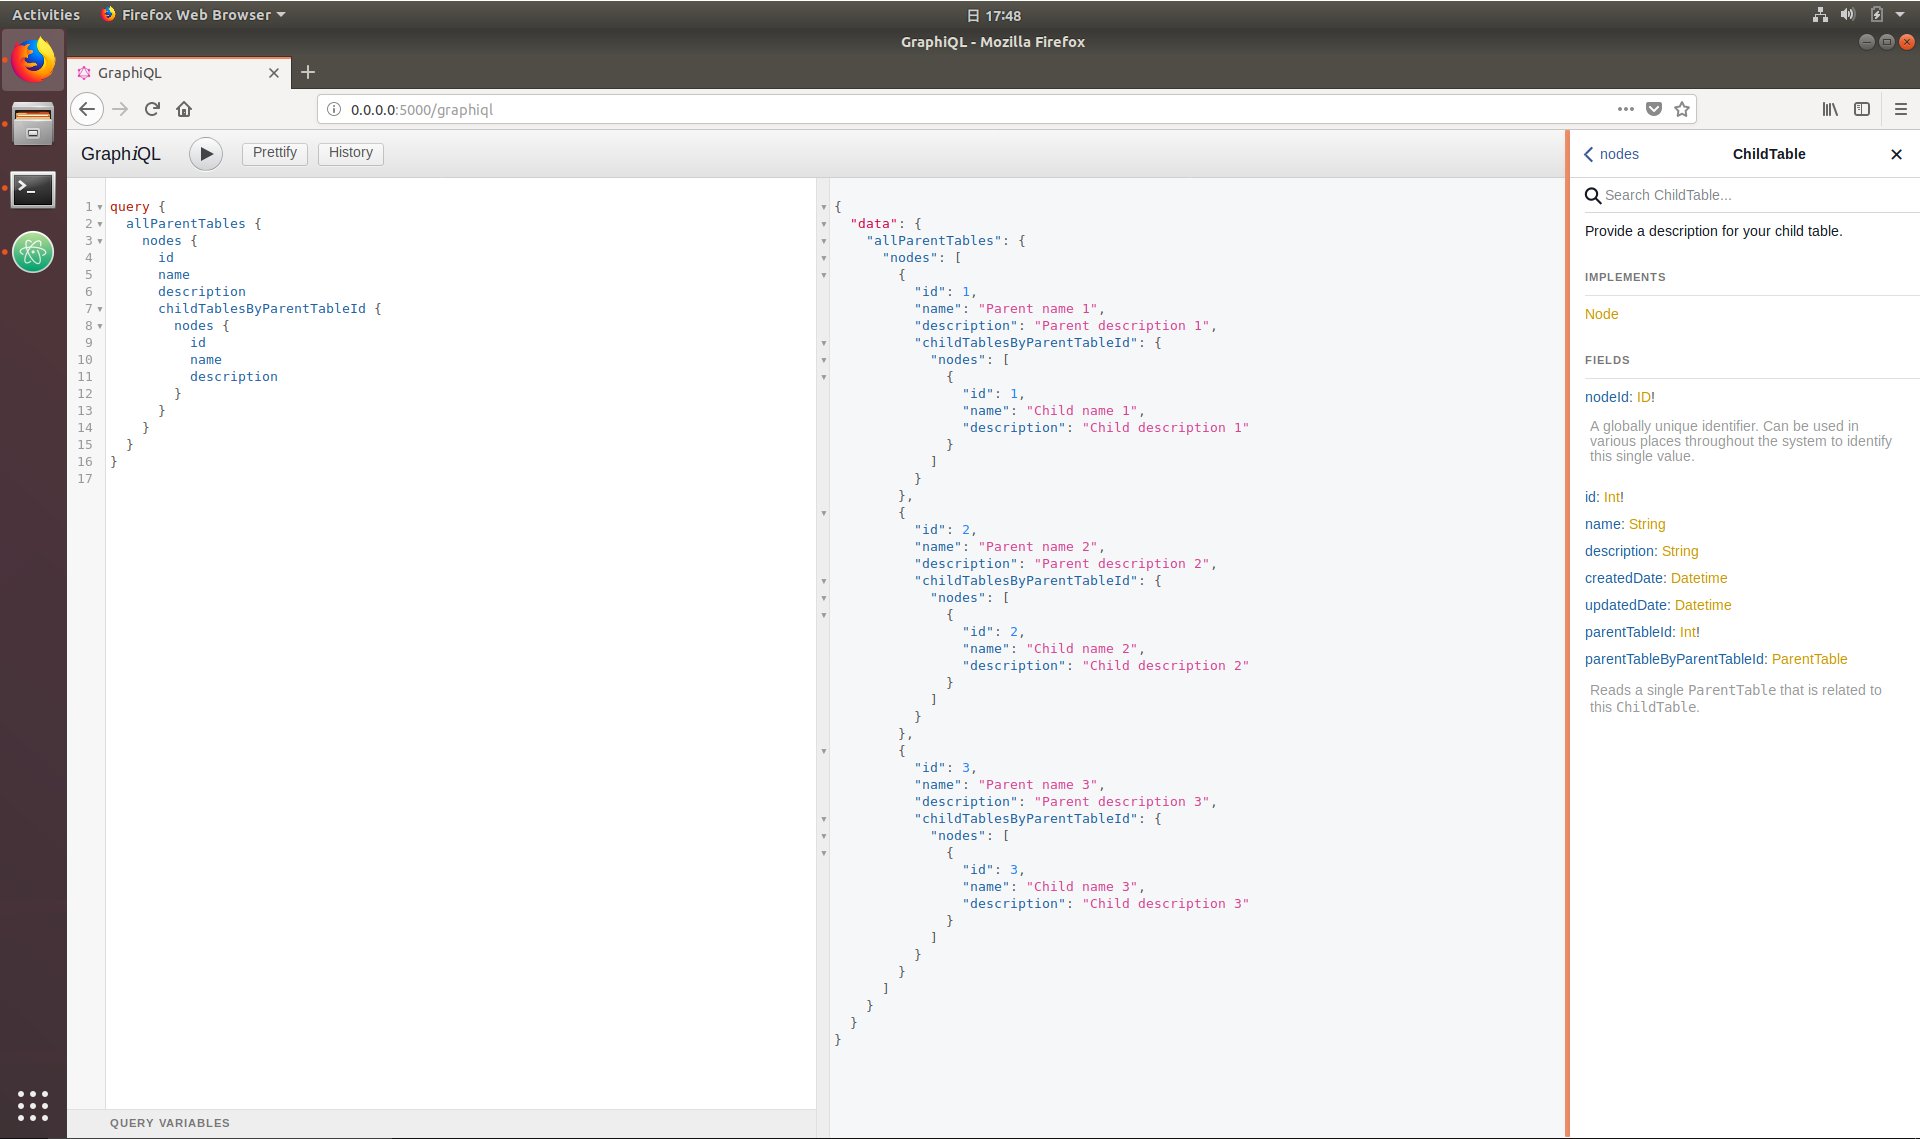 Activities Firefox Web Browser 日 17:48
GraphiQL - Mozilla Firefox
GraphiQL
0.0.0.0:5000/graphiql
GraphiQL Prettify History
1 query {
2 allParentTables {
3 nodes {
4 id
5 name
6 description
7 childTablesByParentTableId {
8 nodes {
9 id
10 name
11 description
12 }
13 }
14 }
15 }
16 }
17
QUERY VARIABLES
{
"data": {
"allParentTables": {
"nodes": [
{
"id": 1,
"name": "Parent name 1",
"description": "Parent description 1",
"childTablesByParentTableId": {
"nodes": [
{
"id": 1,
"name": "Child name 1",
"description": "Child description 1"
}
]
}
},
{
"id": 2,
"name": "Parent name 2",
"description": "Parent description 2",
"childTablesByParentTableId": {
"nodes": [
{
"id": 2,
"name": "Child name 2",
"description": "Child description 2"
}
]
}
},
{
"id": 3,
"name": "Parent name 3",
"description": "Parent description 3",
"childTablesByParentTableId": {
"nodes": [
{
"id": 3,
"name": "Child name 3",
"description": "Child description 3"
}
]
}
}
]
}
}
}
nodes ChildTable
Search ChildTable...
Provide a description for your child table.
IMPLEMENTS
Node
FIELDS
nodeId: ID!
A globally unique identifier. Can be used in
various places throughout the system to identify
this single value.
id: Int!
name: String
description: String
createdDate: Datetime
updatedDate: Datetime
parentTableId: Int!
parentTableByParentTableId: ParentTable
Reads a single ParentTable that is related to
this ChildTable.